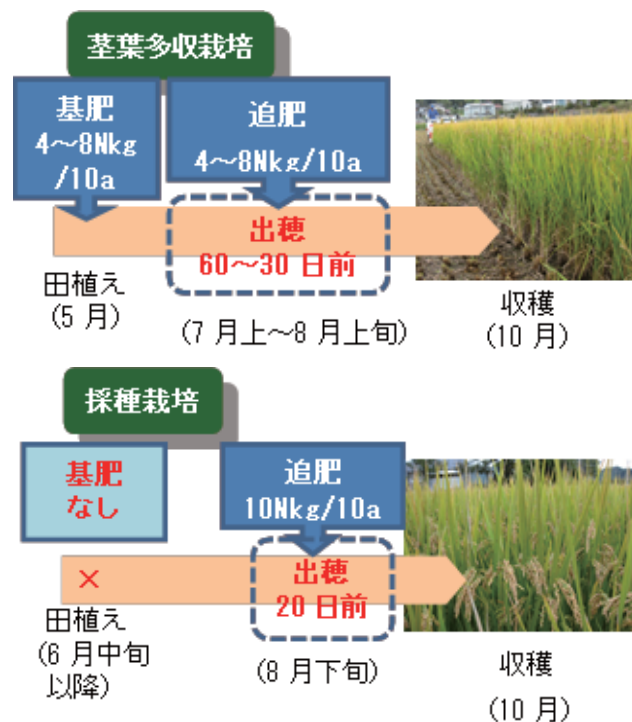 茎葉多収栽培
基肥
4～8Nkg
/10a
追肥
4～8Nkg/10a
出穂
60～30 日前
田植え
(5 月)
(7 月上～8 月上旬)
収穫
(10 月)
採種栽培
基肥
なし
追肥
10Nkg/10a
×
出穂
20 日前
田植え
(6 月中旬
以降)
(8 月下旬)
収穫
(10 月)